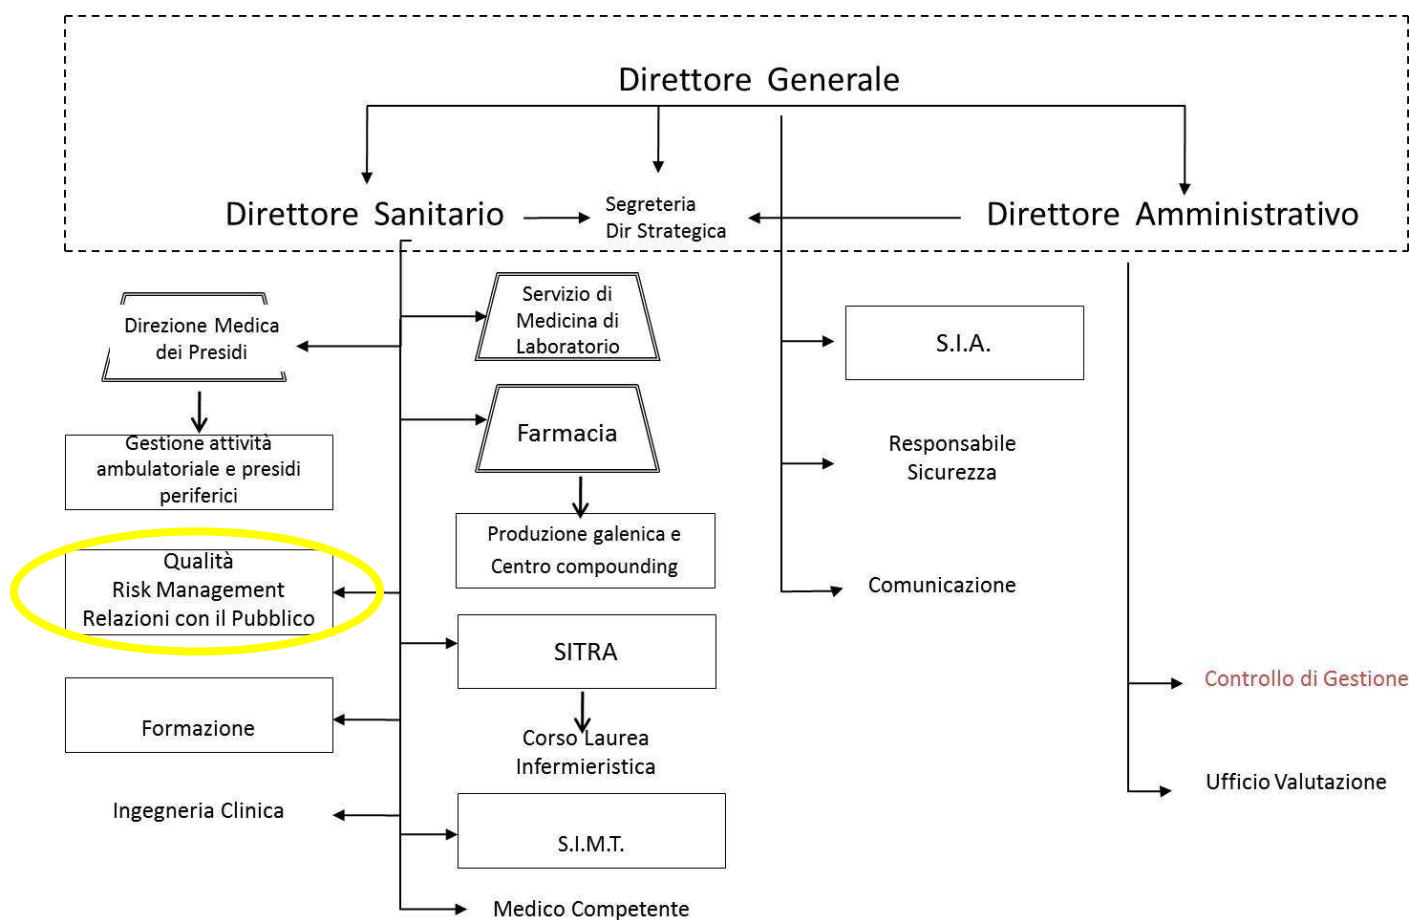 Direttore Generale
Direttore Sanitario
Segreteria
Dir Strategica
Direttore Amministrativo
Direzione Medica
dei Presidi
Gestione attività
ambulatoriale e presidi
periferici
Qualità
Risk Management
Relazioni con il Pubblico
Formazione
Ingegneria Clinica
Servizio di
Medicina di
Laboratorio
Farmacia
Produzione galenica e
Centro compounding
SITRA
Corso Laurea
Infermieristica
S.I.M.T.
Medico Competente
S.I.A.
Responsabile
Sicurezza
Comunicazione
Controllo di Gestione
Ufficio Valutazione